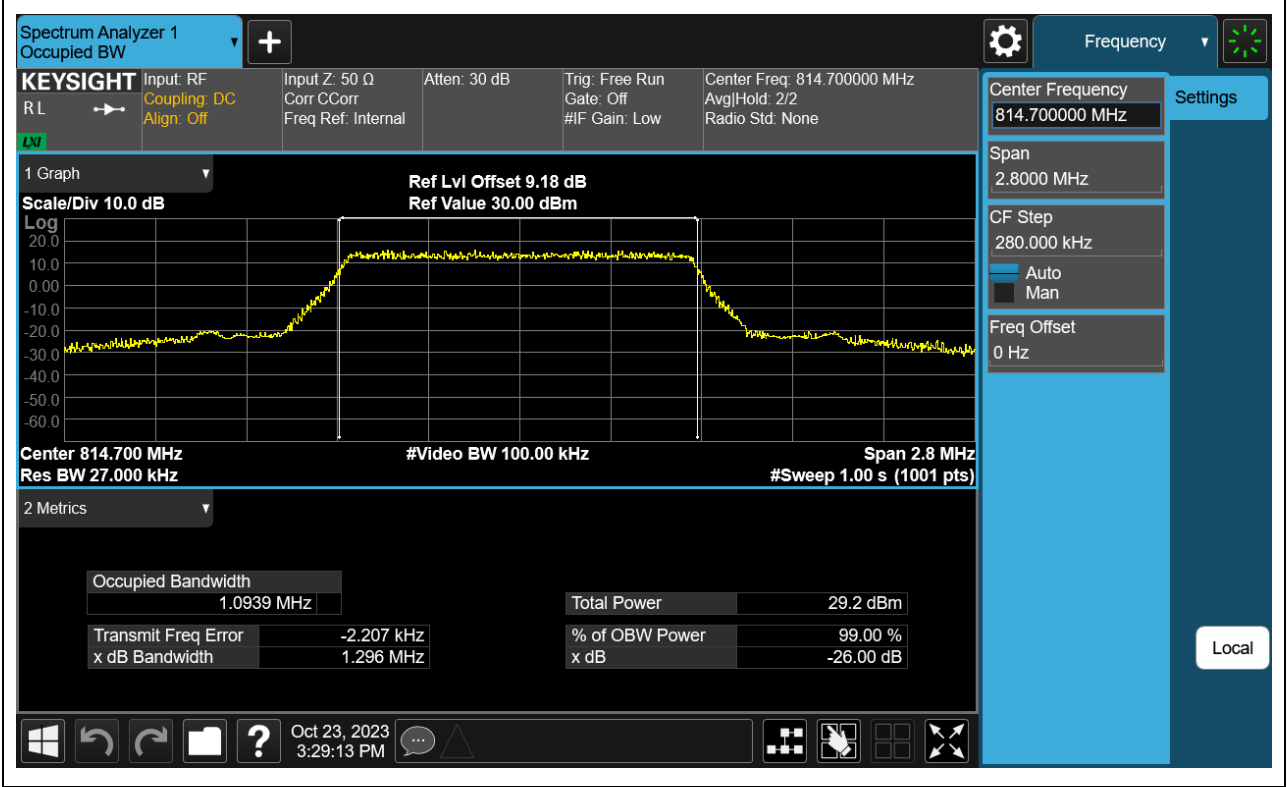 Spectrum Analyzer 1
Occupied BW
+
Frequency
KEYSIGHT
R L
LXI
Input: RF
Coupling: DC
Align: Off
Input Z: 50 Ω
Corr CCorr
Freq Ref: Internal
Atten: 30 dB
Trig: Free Run
Gate: Off
#IF Gain: Low
Center Freq: 814.700000 MHz
Avg|Hold: 2/2
Radio Std: None
1 Graph
Scale/Div 10.0 dB
Ref Lvl Offset 9.18 dB
Ref Value 30.00 dBm
Log
20.0
10.0
0.00
-10.0
-20.0
-30.0
-40.0
-50.0
-60.0
Center 814.700 MHz
#Video BW 100.00 kHz
Span 2.8 MHz
Res BW 27.000 kHz
#Sweep 1.00 s (1001 pts)
2 Metrics
Occupied Bandwidth
1.0939 MHz
Total Power 29.2 dBm
Transmit Freq Error -2.207 kHz
% of OBW Power 99.00 %
x dB Bandwidth 1.296 MHz
x dB -26.00 dB
Center Frequency
814.700000 MHz
Settings
Span
2.8000 MHz
CF Step
280.000 kHz
Auto
Man
Freq Offset
0 Hz
Local
?
Oct 23, 2023
3:29:13 PM